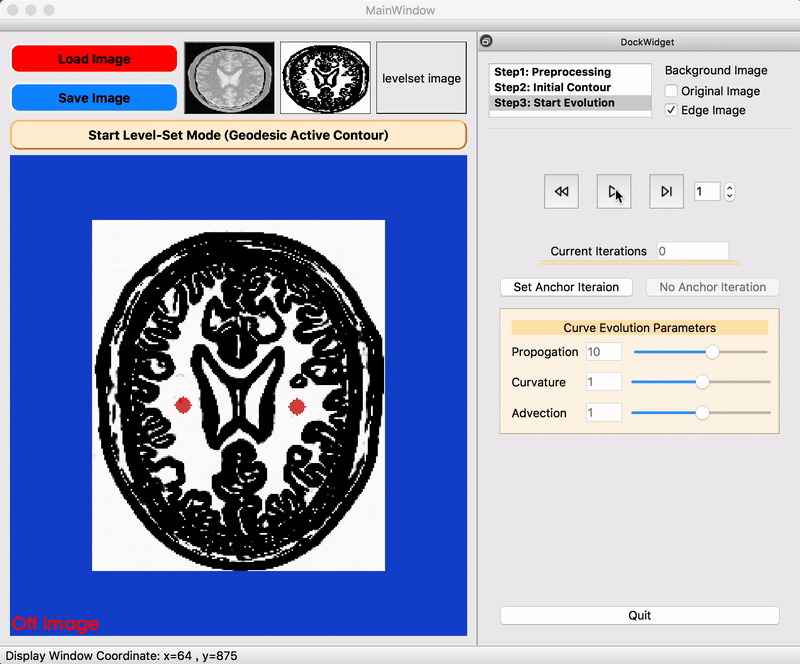 MainWindow
Load Image
Save Image
levelset image
Start Level-Set Mode (Geodesic Active Contour)
Off Image
Display Window Coordinate: x=64 , y=875
DockWidget
Step1: Preprocessing
Step2: Initial Contour
Step3: Start Evolution
Background Image
Original Image
Edge Image
1
Current Iterations 0
Set Anchor Iteraion
No Anchor Iteration
Curve Evolution Parameters
Propogation 10
Curvature 1
Advection 1
Quit